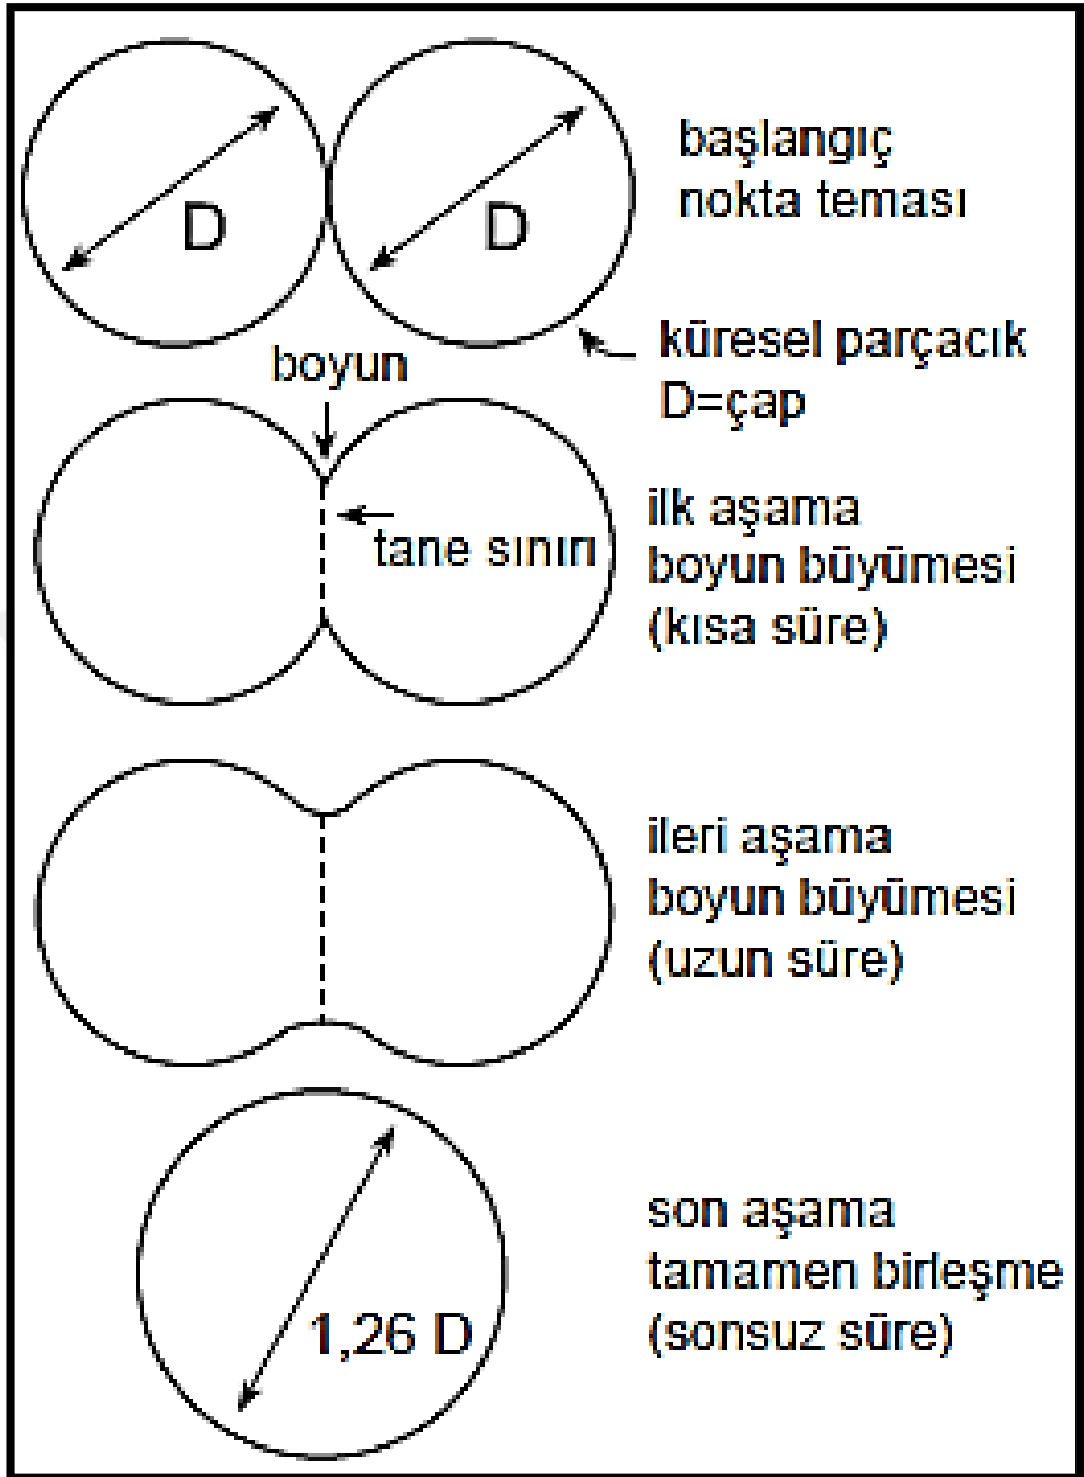 D
D
başlangıç
nokta teması
küresel parçacık
D=çap
boyun
tane sınırı
ilk aşama
boyun büyümesi
(kısa süre)
ileri aşama
boyun büyümesi
(uzun süre)
1,26 D
son aşama
tamamen birleşme
(sonsuz süre)